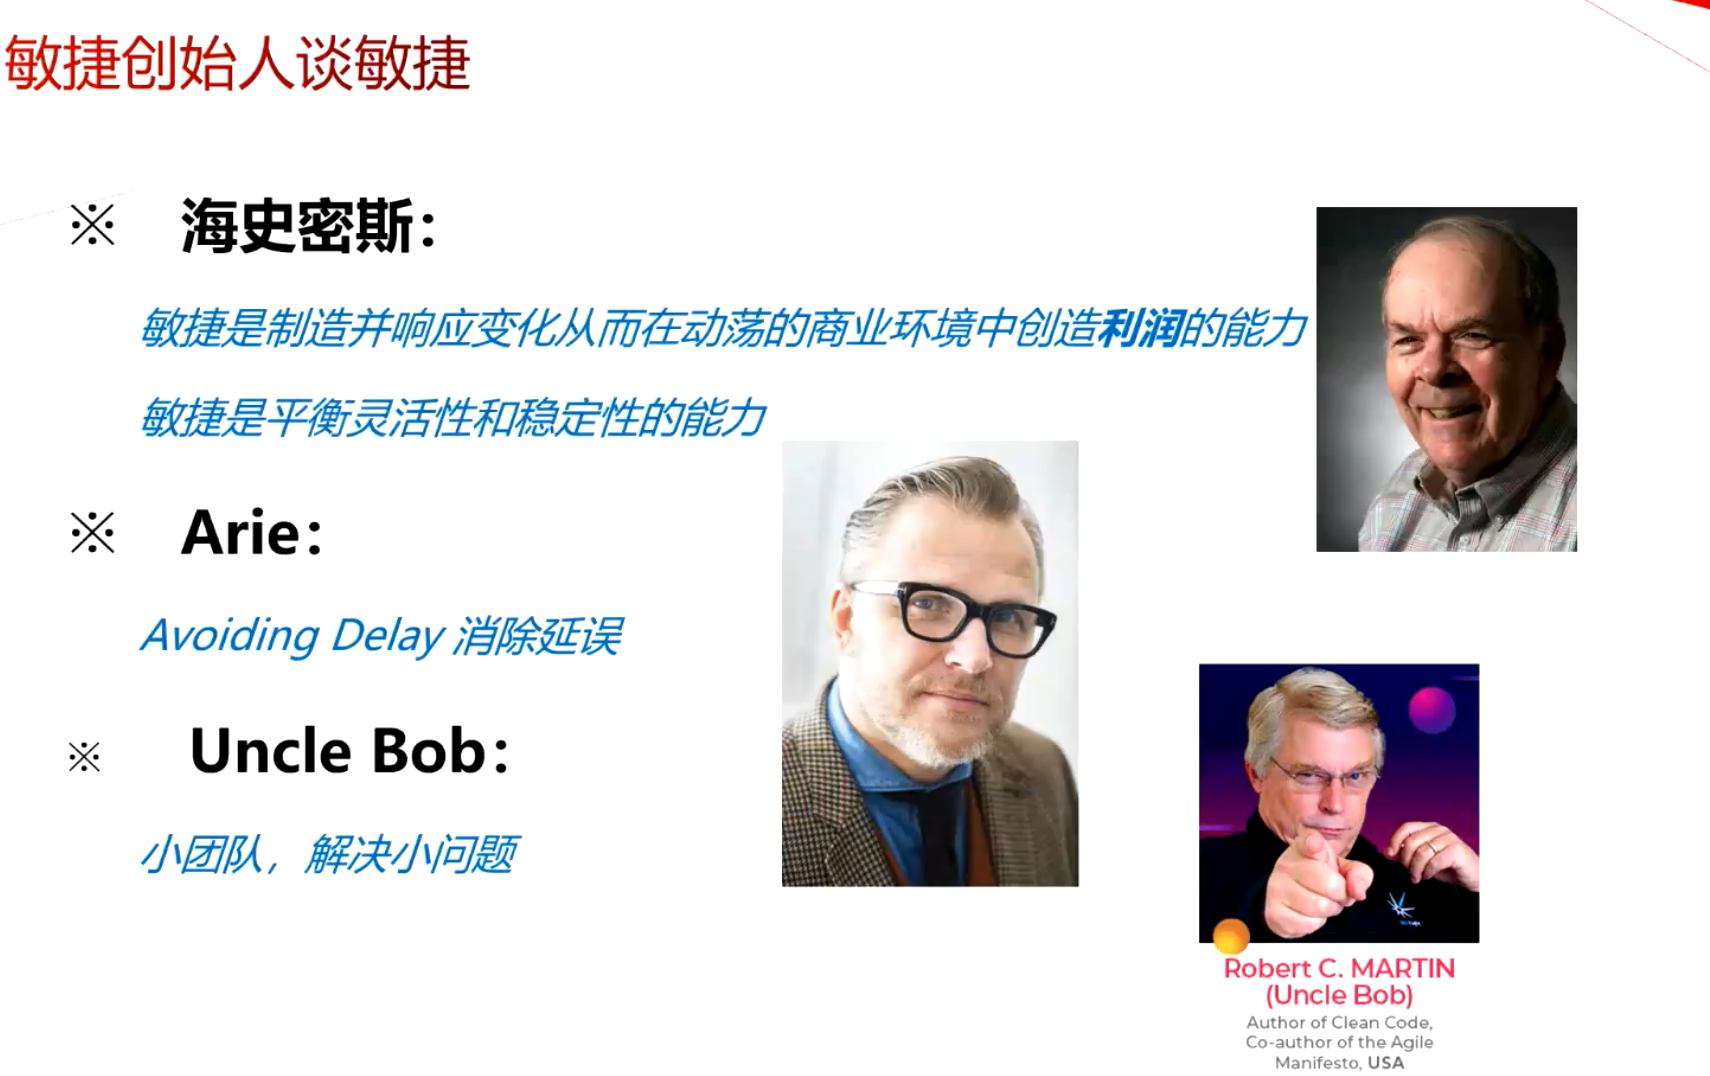 敏捷创始人谈敏捷
※ 海史密斯：
敏捷是制造并响应变化从而在动荡的商业环境中创造利润的能力
敏捷是平衡灵活性和稳定性的能力
※ Arie：
Avoiding Delay 消除延误
※ Uncle Bob：
小团队，解决小问题
Robert C. MARTIN
(Uncle Bob)
Author of Clean Code,
Co-author of the Agile
Manifesto, USA